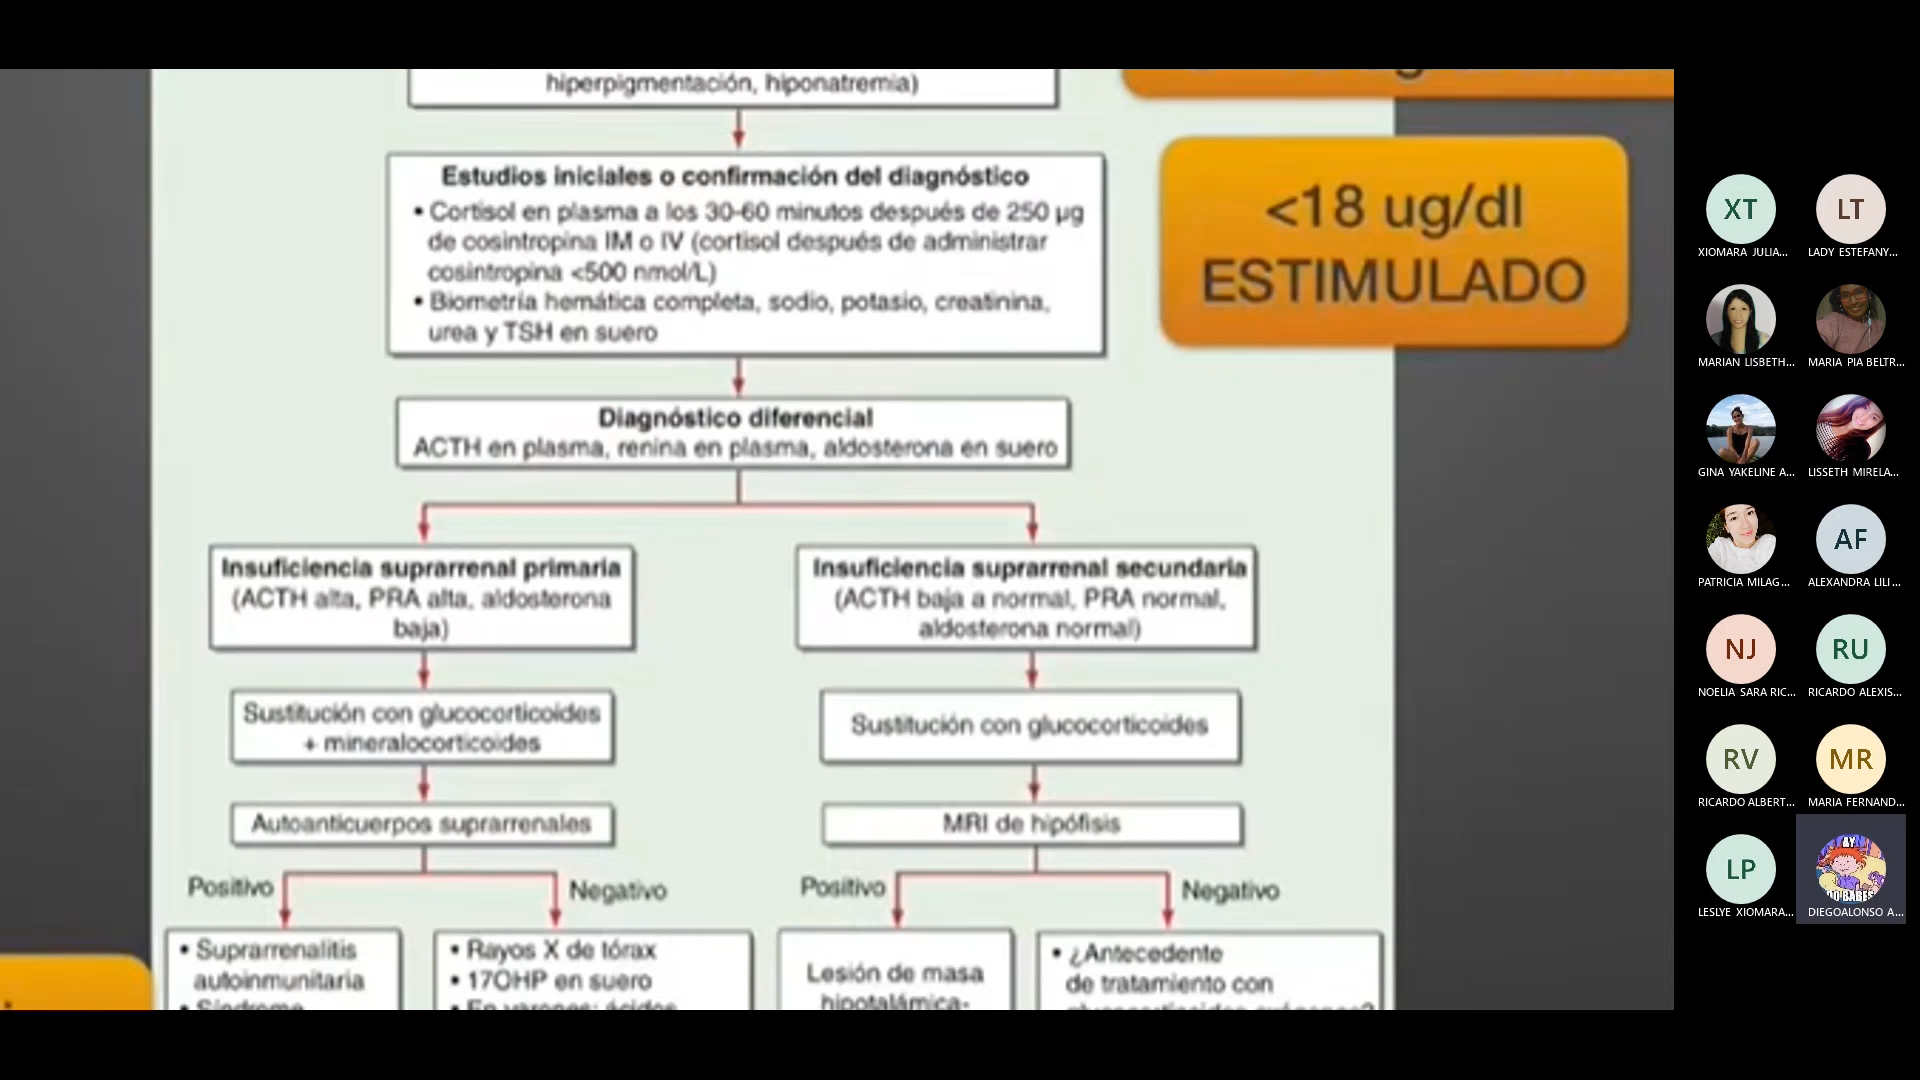 hiperpigmentación, hiponatremia)
Estudios iniciales o confirmación del diagnóstico
• Cortisol en plasma a los 30-60 minutos después de 250 µg
de cosintropina IM o IV (cortisol después de administrar
cosintropina <500 nmol/L)
• Biometría hemática completa, sodio, potasio, creatinina,
urea y TSH en suero
<18 ug/dl
ESTIMULADO
Diagnóstico diferencial
ACTH en plasma, renina en plasma, aldosterona en suero
Insuficiencia suprarrenal primaria
(ACTH alta, PRA alta, aldosterona
baja)
Insuficiencia suprarrenal secundaria
(ACTH baja a normal, PRA normal,
aldosterona normal)
Sustitución con glucocorticoides
+ mineralocorticoides
Sustitución con glucocorticoides
Autoanticuerpos suprarrenales
MRI de hipófisis
Positivo
Negativo
Positivo
Negativo
• Suprarrenalitis
autoinmunitaria
• Síndrome
• Rayos X de tórax
• 17OHP en suero
• En varones: ácidos
Lesión de masa
hipotalámica-
• ¿Antecedente
de tratamiento con
glucocorticoides exógenos?
XT
XIOMARA JULIA...
LT
LADY ESTEFANY...
MARIAN LISBETH...
MARIA PIA BELTR...
GINA YAKELINE A...
LISSETH MIRELA...
PATRICIA MILAG...
AF
ALEXANDRA LILI...
NJ
NOELIA SARA RIC...
RU
RICARDO ALEXIS...
RV
RICARDO ALBERT...
MR
MARIA FERNAND...
LP
LESLYE XIOMARA...
DIEGOALONSO A...